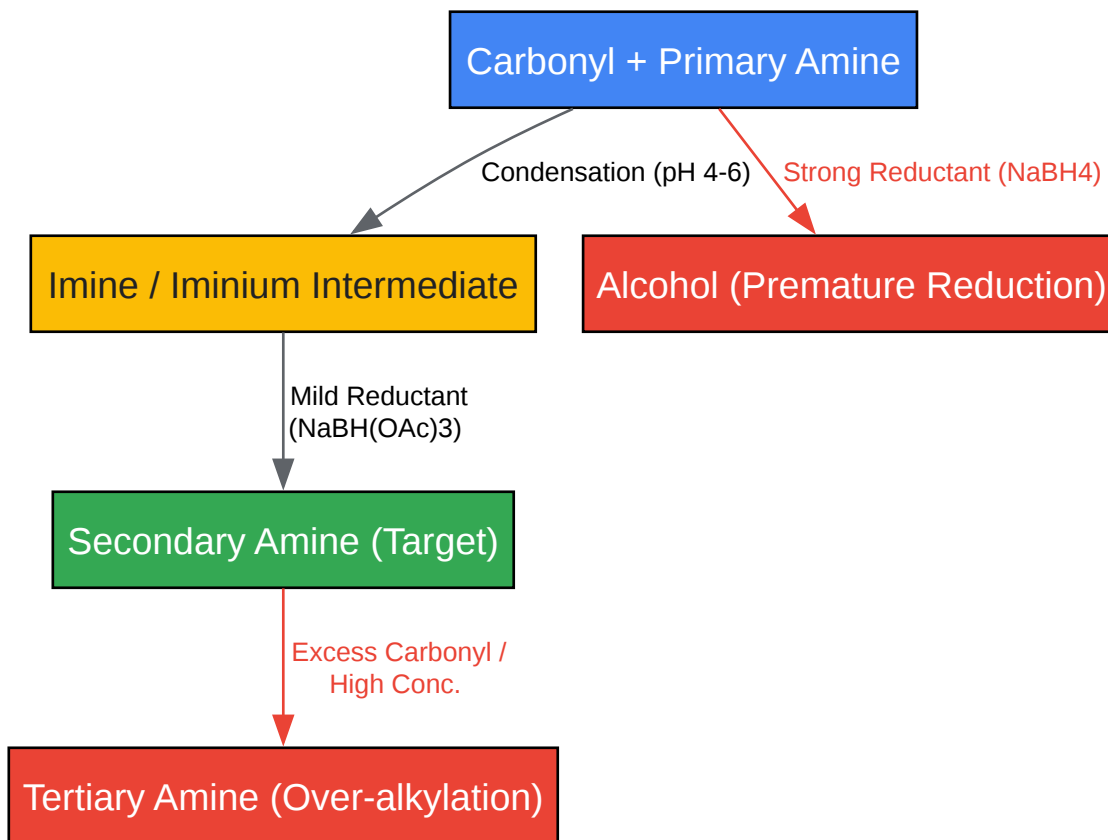 Carbonyl + Primary Amine
Condensation (pH 4-6)
Strong Reductant (NaBH4)
Imine / Iminium Intermediate
Alcohol (Premature Reduction)
Mild Reductant
(NaBH(OAc)3)
Secondary Amine (Target)
Excess Carbonyl /
High Conc.
Tertiary Amine (Over-alkylation)